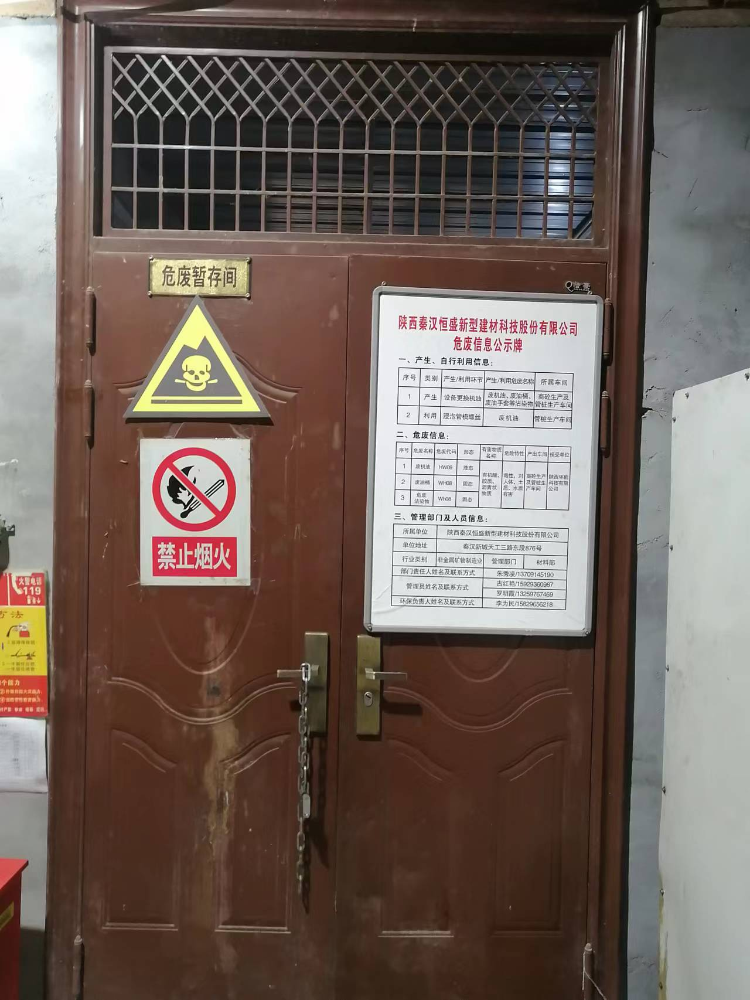 危废暂存间
禁止烟火
陕西秦汉恒盛新型建材科技股份有限公司
危废信息公示牌
一、产生、自行利用信息：
序号 类别 产生/利用环节 产生/利用危废名称 所属车间
1 产生 设备更换机油 废机油、废油桶、废油手套等沾染物 商砼生产及管桩生产车间
2 利用 浸泡管模螺丝 废机油 管桩生产车间
二、危废信息：
序号 危废名称 危废代码 形态 有害物质名称 危险特性 产出车间 接受单位
1 废机油 HW09 液态 有机酸、胶质、沥青状物质 毒性，对人体、土质、水质有害 商砼生产及管桩生产车间 陕西环能科技有限公司
2 废油桶 WH08 固态
3 危废沾染物 Wh08 固态
三、管理部门及人员信息：
所属单位 陕西秦汉恒盛新型建材科技股份有限公司
单位地址 秦汉新城天工三路东段876号
行业类别 非金属矿物制造业 管理部门 材料部
部门责任人姓名及联系方式 朱秀凌/13709145190
管理员姓名及联系方式 古红艳/15929360987
罗明霞/13259767469
环保负责人姓名及联系方式 李为民/15829656218
火警电话
119
方法
个能力